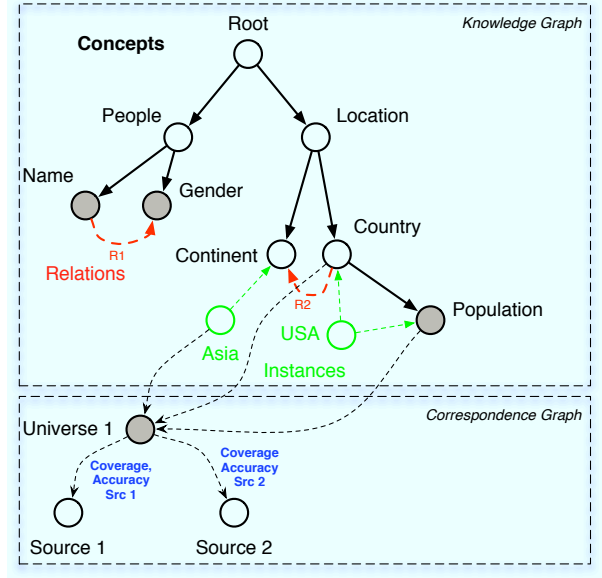 Root
Knowledge Graph
Concepts
People
Location
Name
Gender
R1
Relations
Continent
Country
R2
Population
Asia
USA
Instances
Correspondence Graph
Universe 1
Coverage,
Accuracy
Src 1
Coverage
Accuracy
Src 2
Source 1
Source 2